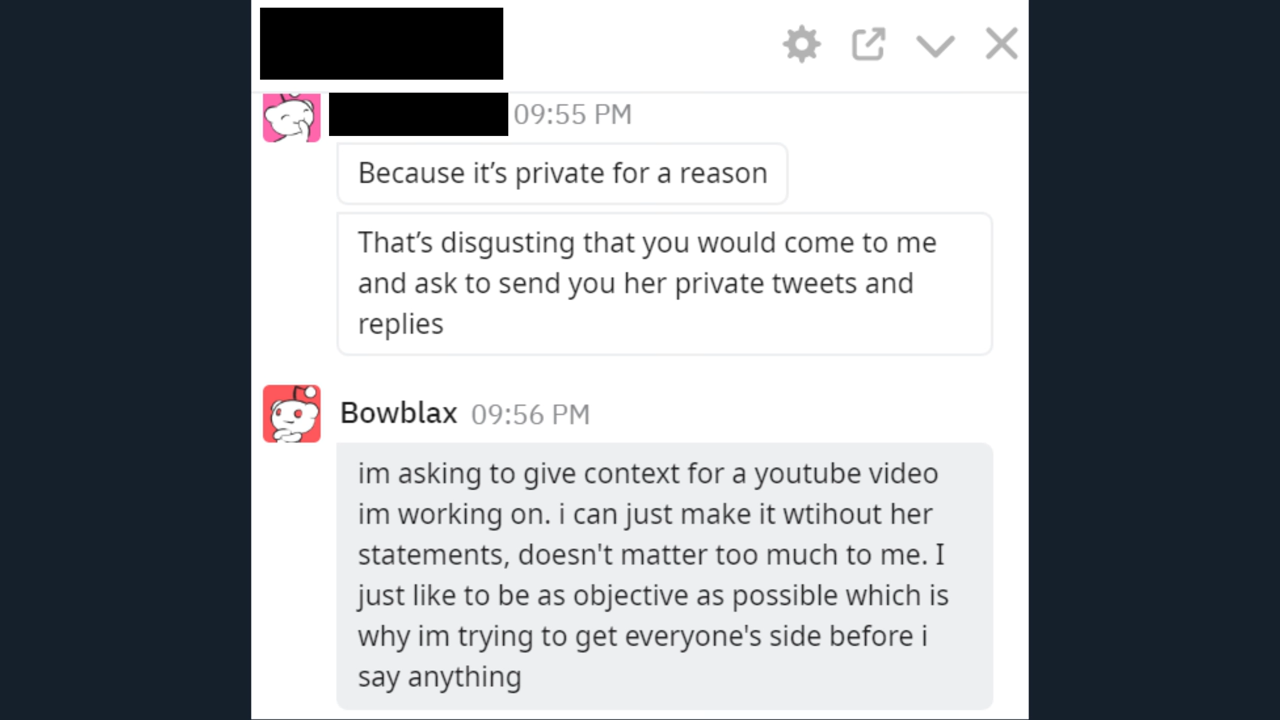 09:55 PM
Because it’s private for a reason
That’s disgusting that you would come to me
and ask to send you her private tweets and
replies
Bowblax 09:56 PM
im asking to give context for a youtube video
im working on. i can just make it wtihout her
statements, doesn't matter too much to me. I
just like to be as objective as possible which is
why im trying to get everyone's side before i
say anything